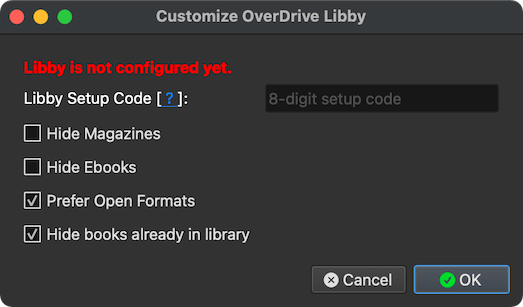 Customize OverDrive Libby
Libby is not configured yet.
Libby Setup Code [ ? ]: 8-digit setup code
Hide Magazines
Hide Ebooks
Prefer Open Formats
Hide books already in library
Cancel OK